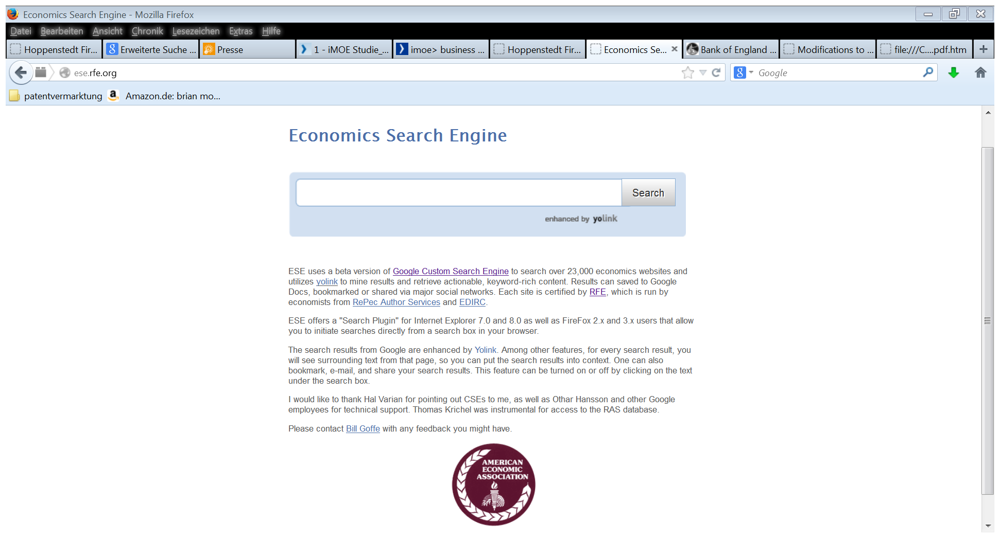 Economics Search Engine - Mozilla Firefox
Datei Bearbeiten Ansicht Chronik Lesezeichen Extras Hilfe
Hoppenstedt Fir... Erweiterte Suche ... Presse 1 - iMOE Studie_... imoe> business ... Hoppenstedt Fir... Economics Se... Bank of England ... Modifications to ... file:///C....pdf.htm
ese.rfe.org Google
patentvermarktung Amazon.de: brian mo...
Economics Search Engine
Search
enhanced by yolink
ESE uses a beta version of Google Custom Search Engine to search over 23,000 economics websites and
utilizes yolink to mine results and retrieve actionable, keyword-rich content. Results can saved to Google
Docs, bookmarked or shared via major social networks. Each site is certified by RFE, which is run by
economists from RePec Author Services and EDIRC.
ESE offers a "Search Plugin" for Internet Explorer 7.0 and 8.0 as well as FireFox 2.x and 3.x users that allow
you to initiate searches directly from a search box in your browser.
The search results from Google are enhanced by Yolink. Among other features, for every search result, you
will see surrounding text from that page, so you can put the search results into context. One can also
bookmark, e-mail, and share your search results. This feature can be turned on or off by clicking on the text
under the search box.
I would like to thank Hal Varian for pointing out CSEs to me, as well as Othar Hansson and other Google
employees for technical support. Thomas Krichel was instrumental for access to the RAS database.
Please contact Bill Goffe with any feedback you might have.
AMERICAN
ECONOMIC
ASSOCIATION